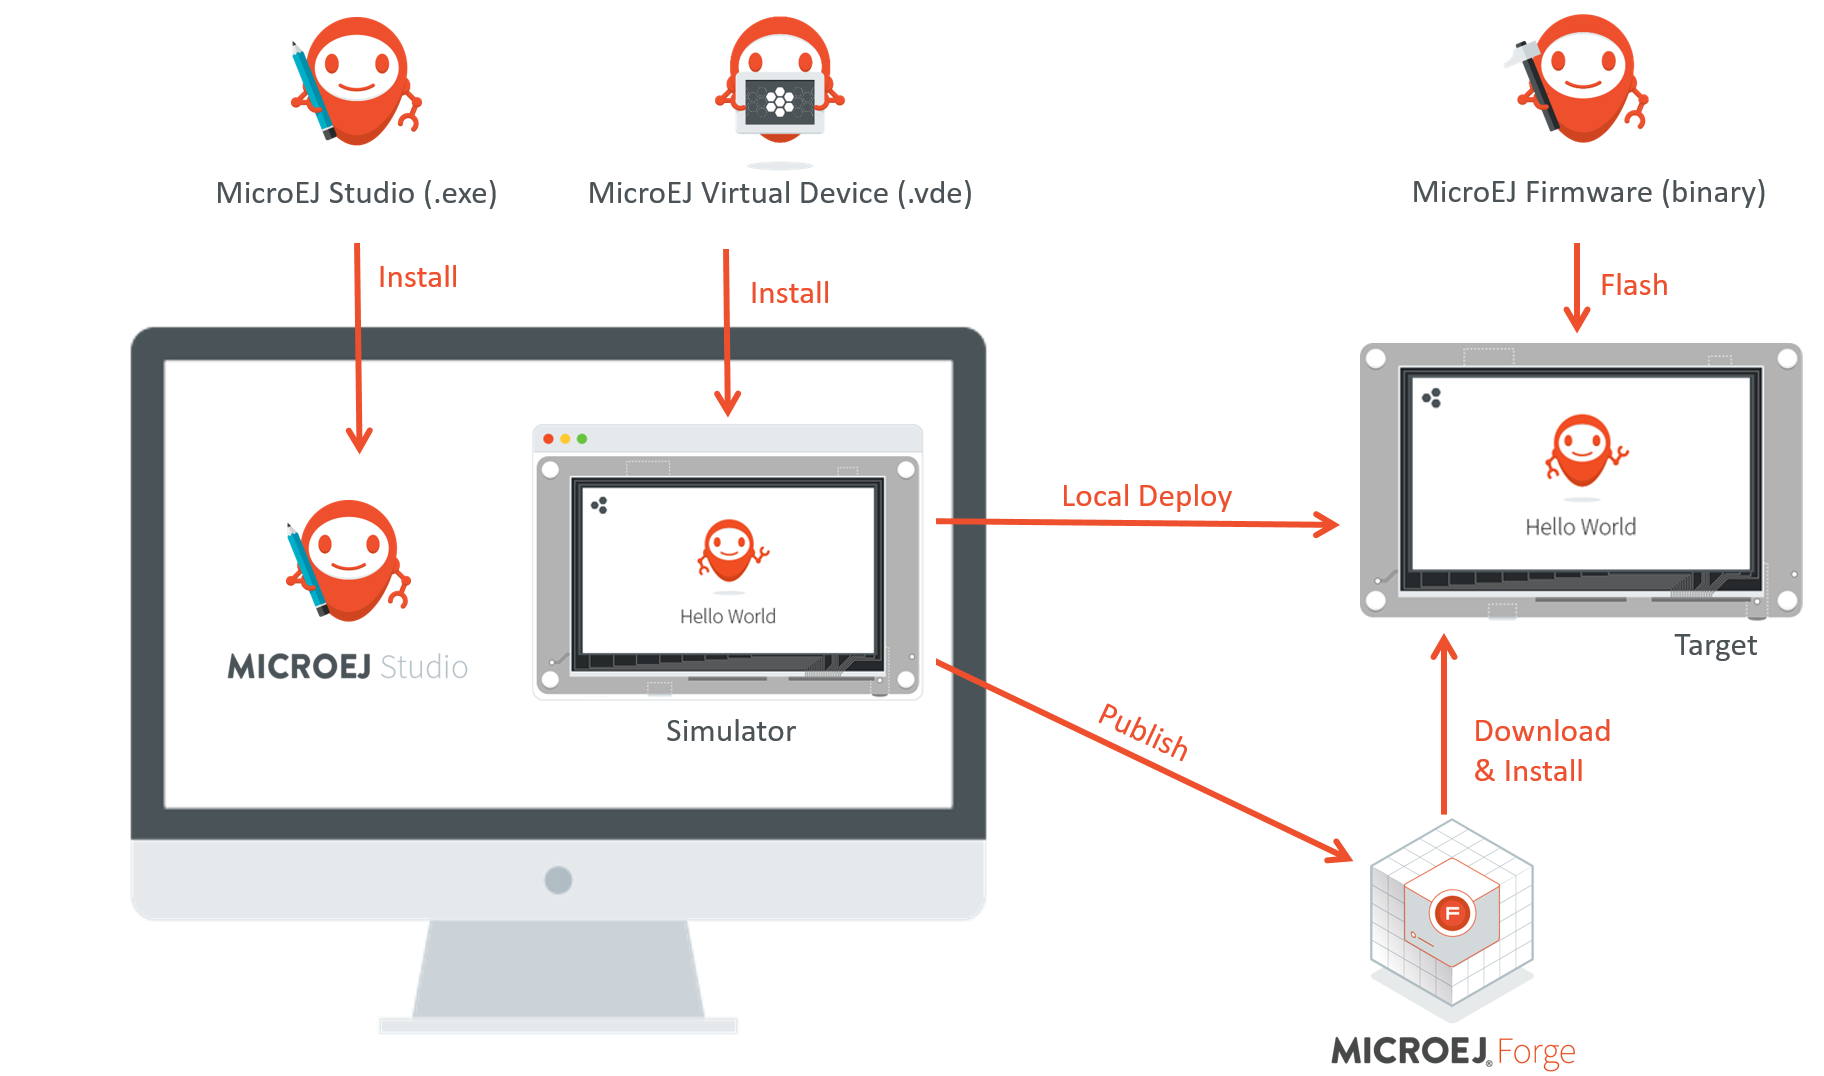 MicroEJ Studio (.exe)
MicroEJ Virtual Device (.vde)
MicroEJ Firmware (binary)
Install
Install
Flash
Local Deploy
Hello World
Hello World
MICROEJ Studio
Simulator
Target
Publish
Download
& Install
F
MICROEJ® Forge